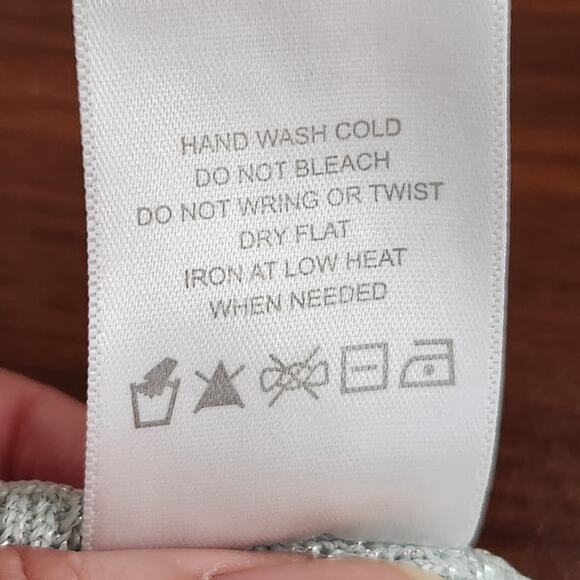 HAND WASH COLD
DO NOT BLEACH
DO NOT WRING OR TWIST
DRY FLAT
IRON AT LOW HEAT
WHEN NEEDED